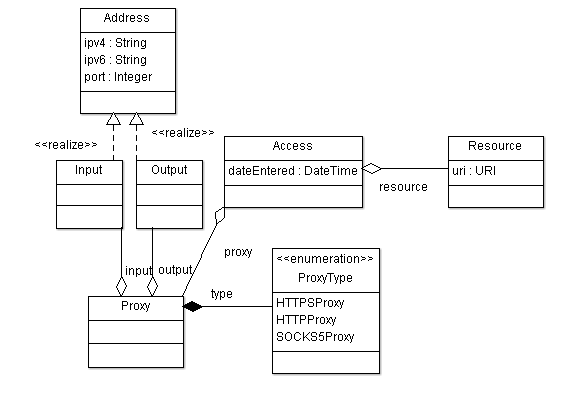 Address
ipv4 : String
ipv6 : String
port : Integer
<<realize>>
<<realize>>
Input
Output
Access
dateEntered : DateTime
Resource
uri : URI
resource
proxy
input
output
type
Proxy
<<enumeration>>
ProxyType
HTTPSProxy
HTTPProxy
SOCKS5Proxy